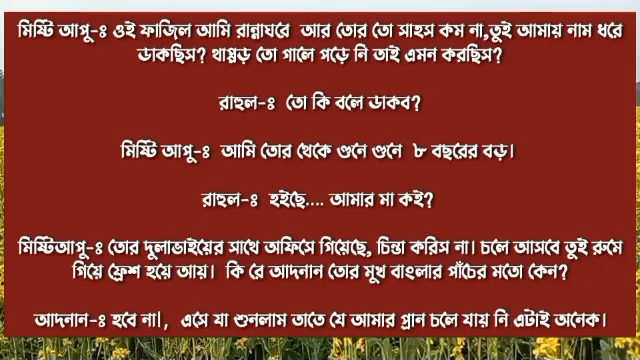 মিষ্টি আপু-ঃ ওই ফাজিল আমি রান্নাঘরে আর তোর তো সাহস কম না,তুই আমায় নাম ধরে
ডাকছিস? থাপ্পড় তো গালে পড়ে নি তাই এমন করছিস?
রাহুল-ঃ তো কি বলে ডাকব?
মিষ্টি আপু-ঃ আমি তোর থেকে গুনে গুনে ৮ বছরের বড়।
রাহুল-ঃ হইছে.... আমার মা কই?
মিষ্টিআপু-ঃ তোর দুলাভাইয়ের সাথে অফিসে গিয়েছে, চিন্তা করিস না। চলে আসবে তুই রুমে
গিয়ে ফ্রেশ হয়ে আয়। কি রে আদনান তোর মুখ বাংলার পাঁচের মতো কেন?
আদনান-ঃ হবে না।, এসে যা শুনলাম তাতে যে আমার প্রান চলে যায় নি এটাই অনেক।